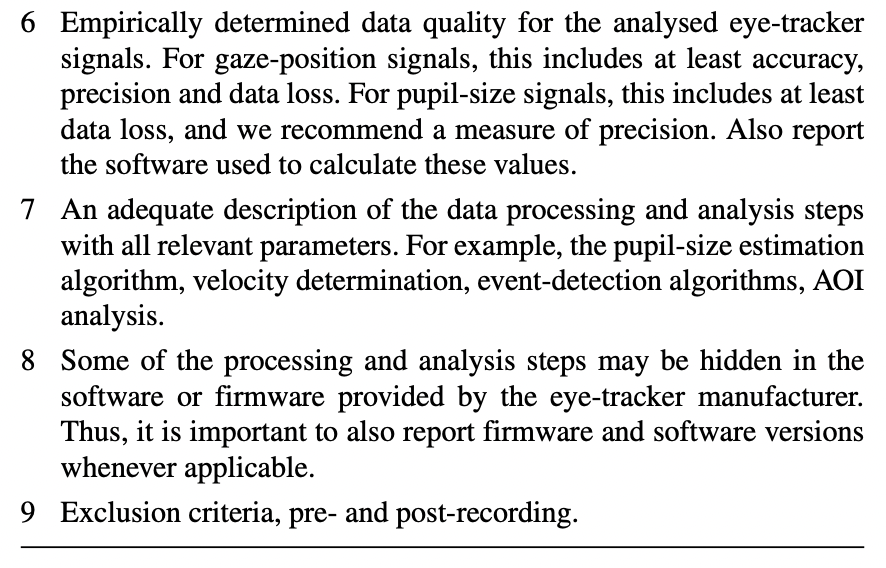 6 Empirically determined data quality for the analysed eye-tracker
signals. For gaze-position signals, this includes at least accuracy,
precision and data loss. For pupil-size signals, this includes at least
data loss, and we recommend a measure of precision. Also report
the software used to calculate these values.
7 An adequate description of the data processing and analysis steps
with all relevant parameters. For example, the pupil-size estimation
algorithm, velocity determination, event-detection algorithms, AOI
analysis.
8 Some of the processing and analysis steps may be hidden in the
software or firmware provided by the eye-tracker manufacturer.
Thus, it is important to also report firmware and software versions
whenever applicable.
9 Exclusion criteria, pre- and post-recording.